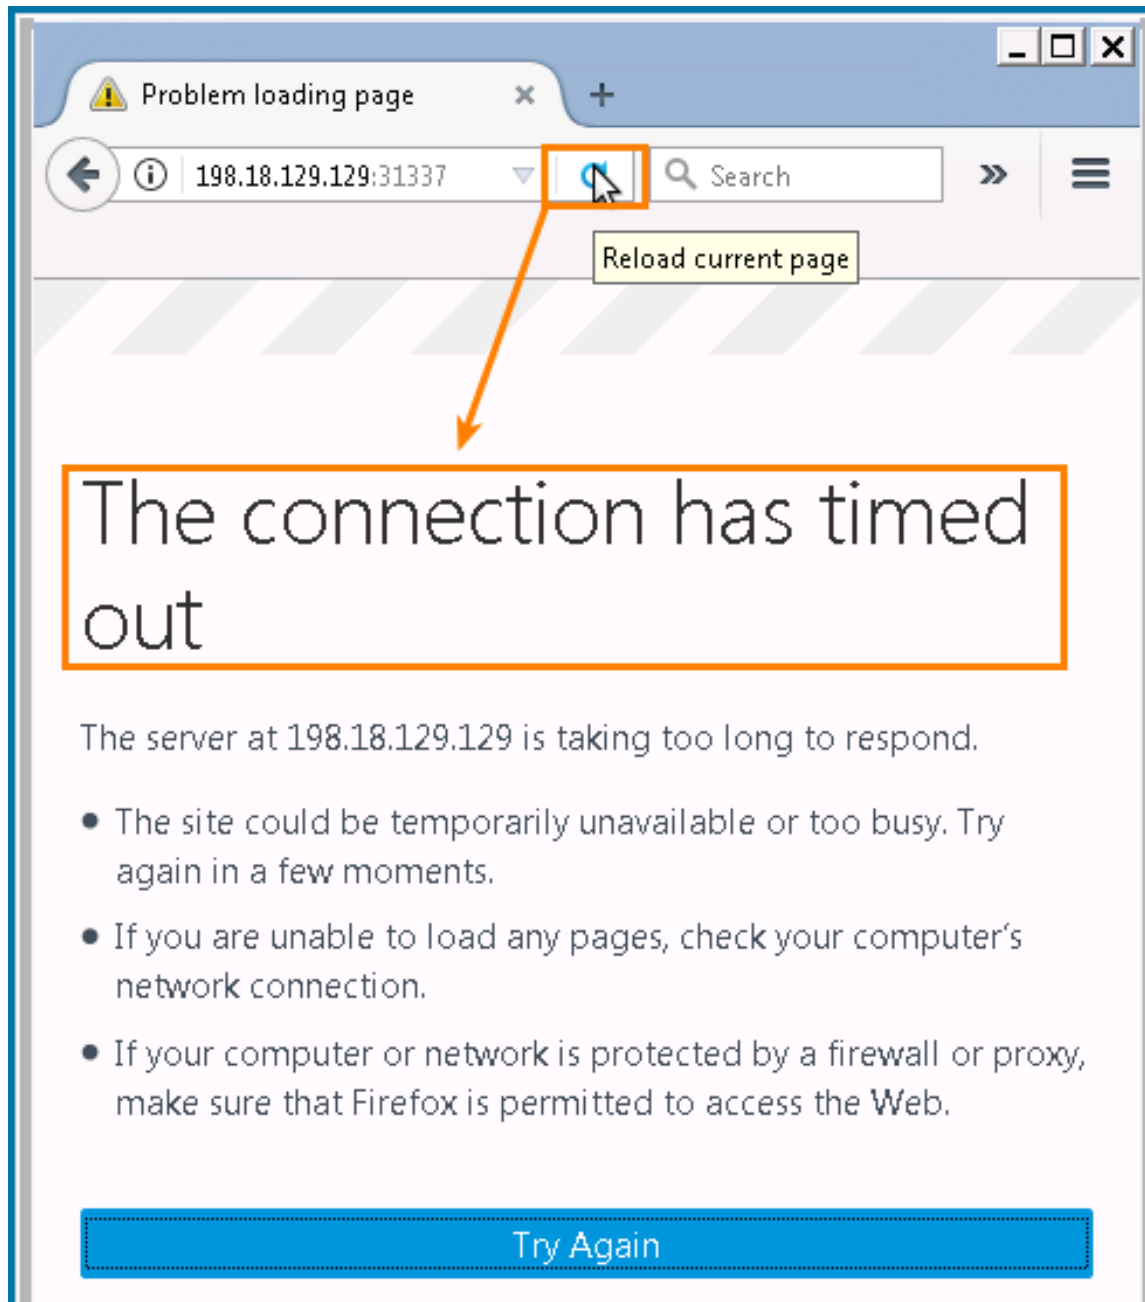 Problem loading page
198.18.129.129:31337
Search
Reload current page
The connection has timed
out
The server at 198.18.129.129 is taking too long to respond.
The site could be temporarily unavailable or too busy. Try
again in a few moments.
If you are unable to load any pages, check your computer's
network connection.
If your computer or network is protected by a firewall or proxy,
make sure that Firefox is permitted to access the Web.
Try Again